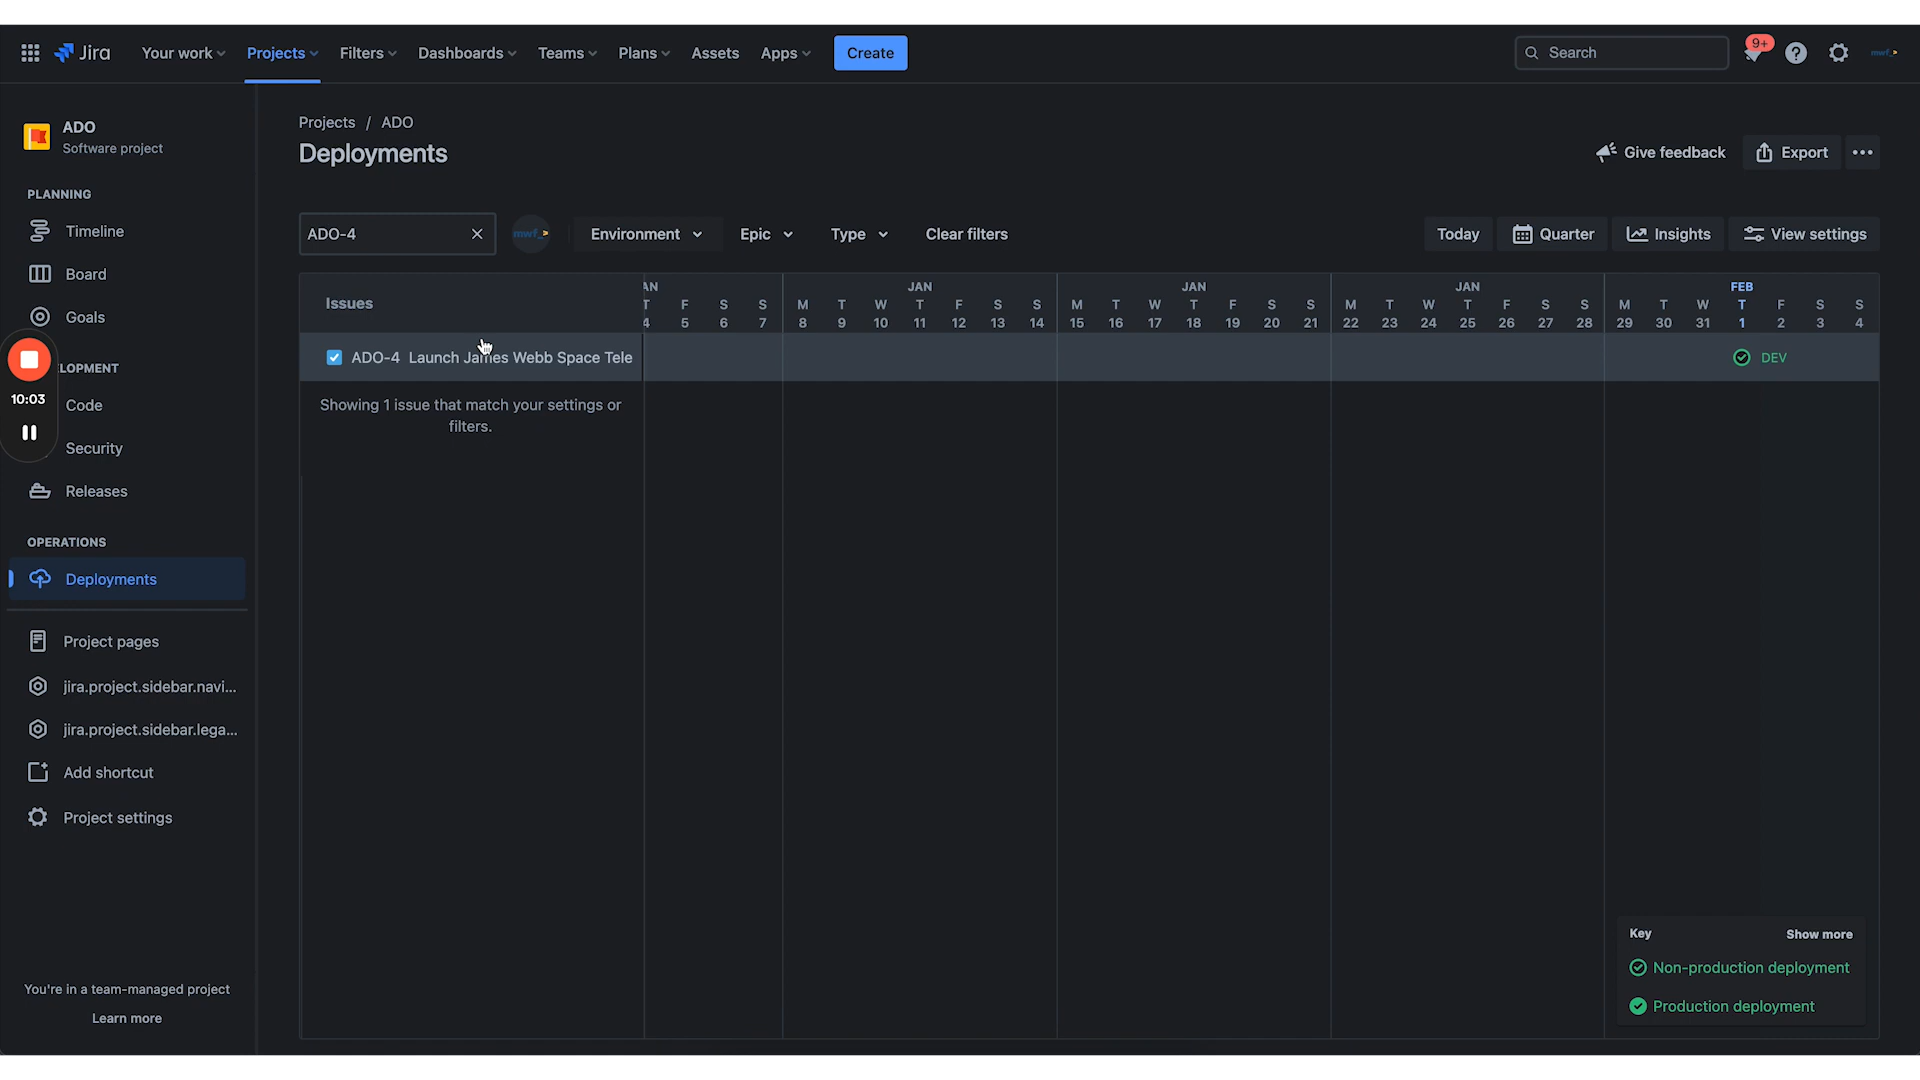 Jira Your work Projects Filters Dashboards Teams Plans Assets Apps Create Search 9+ mwf_>
ADO
Software project
PLANNING
Timeline
Board
Goals
LOPMENT
10:03
Code
Security
Releases
OPERATIONS
Deployments
Project pages
jira.project.sidebar.navi...
jira.project.sidebar.lega...
Add shortcut
Project settings
You're in a team-managed project
Learn more
Projects / ADO
Deployments
Give feedback Export
ADO-4 mwf_> Environment Epic Type Clear filters Today Quarter Insights View settings
Issues
AN JAN JAN JAN FEB
T F S S M T W T F S S M T W T F S S M T W T F S S M T W T F S S
4 5 6 7 8 9 10 11 12 13 14 15 16 17 18 19 20 21 22 23 24 25 26 27 28 29 30 31 1 2 3 4
ADO-4 Launch James Webb Space Tele DEV
Showing 1 issue that match your settings or
filters.
Key Show more
Non-production deployment
Production deployment